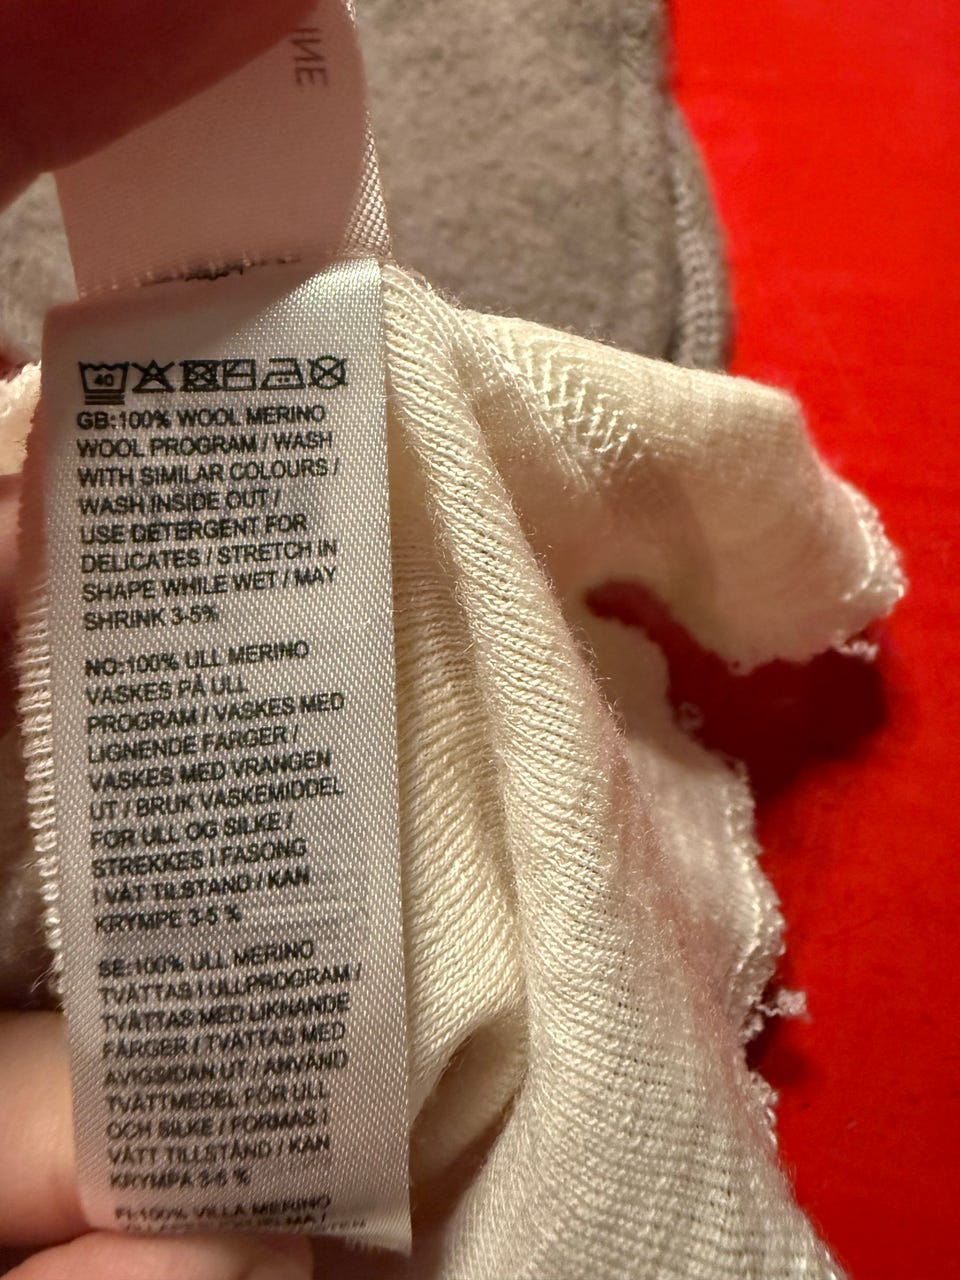 INE
40
GB:100% WOOL MERINO
WOOL PROGRAM / WASH
WITH SIMILAR COLOURS /
WASH INSIDE OUT /
USE DETERGENT FOR
DELICATES / STRETCH IN
SHAPE WHILE WET / MAY
SHRINK 3-5%
NO:100% ULL MERINO
VASKES PÅ ULL
PROGRAM / VASKES MED
LIGNENDE FARGER /
VASKES MED VRANGEN
UT / BRUK VASKEMIDDEL
FOR ULL OG SILKE /
STREKKES I FASONG
I VÅT TILSTAND / KAN
KRYMPE 3-5 %
SE:100% ULL MERINO
TVÄTTAS I ULLPROGRAM /
TVÄTTAS MED LIKNANDE
FÄRGER / TVÄTTAS MED
AVIGSIDAN UT / ANVÄND
TVÄTTMEDEL FÖR ULL
OCH SILKE / FORMAS I
VÅTT TILLSTÅND / KAN
KRYMPA 3-5 %
FI:100% VILLA MERINO